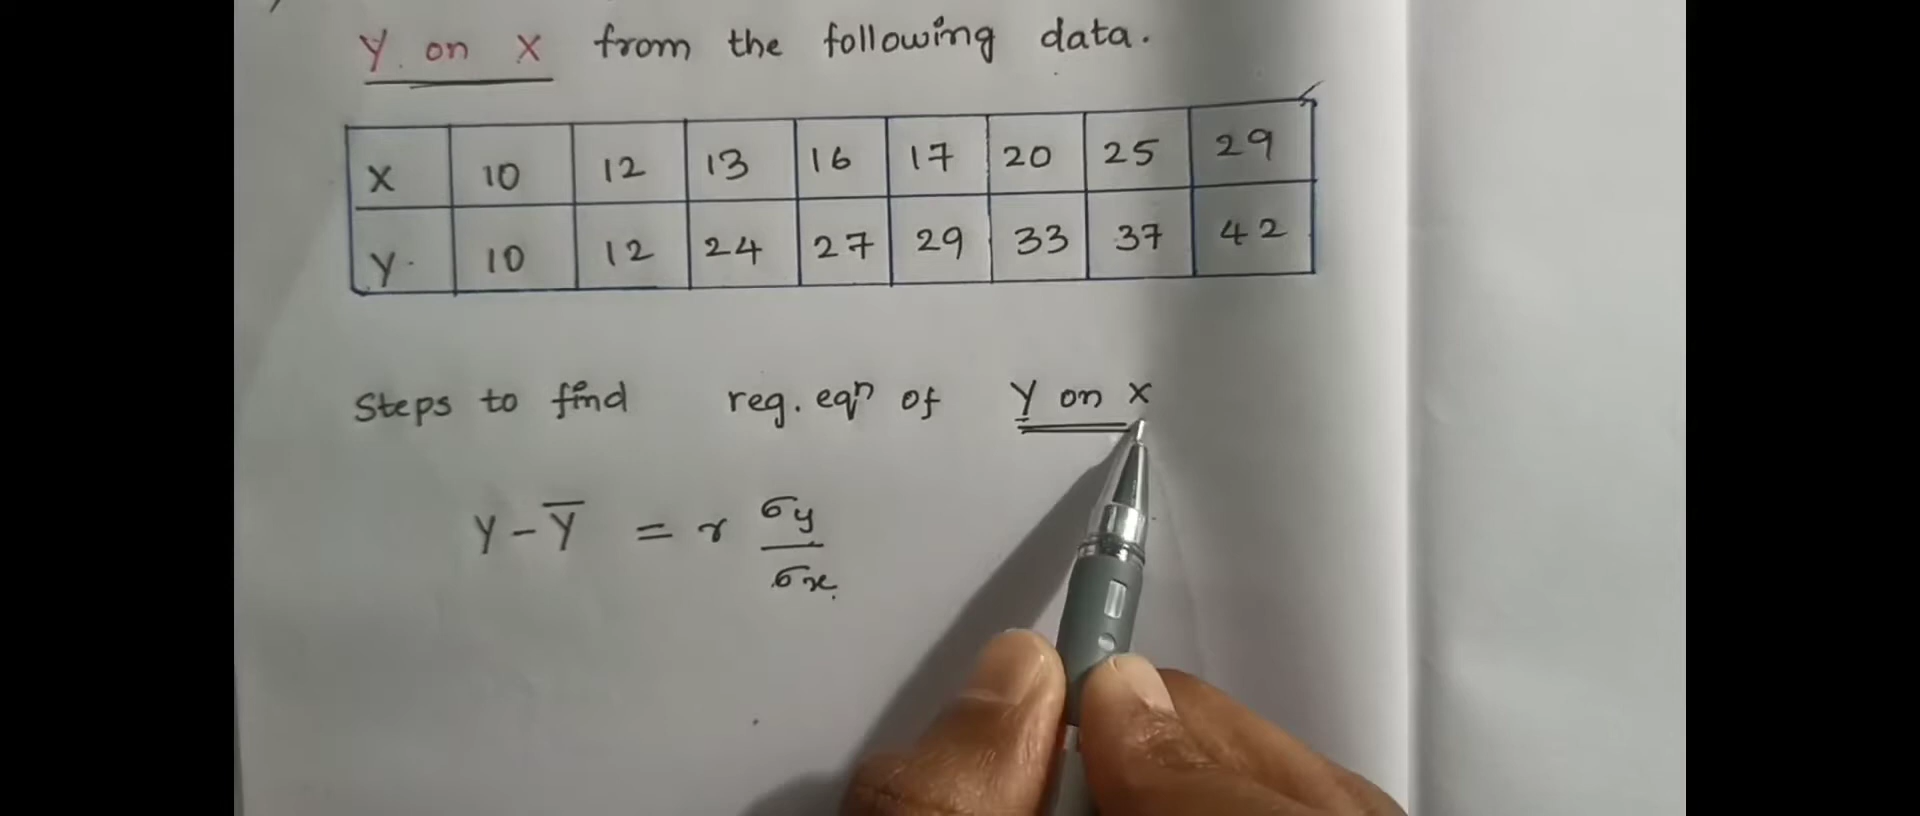 Y on X from the following data.
X 10 12 13 16 17 20 25 29
Y 10 12 24 27 29 33 37 42
Steps to find reg. eqⁿ of Y on X
Y - Y̅ = r σy/σx